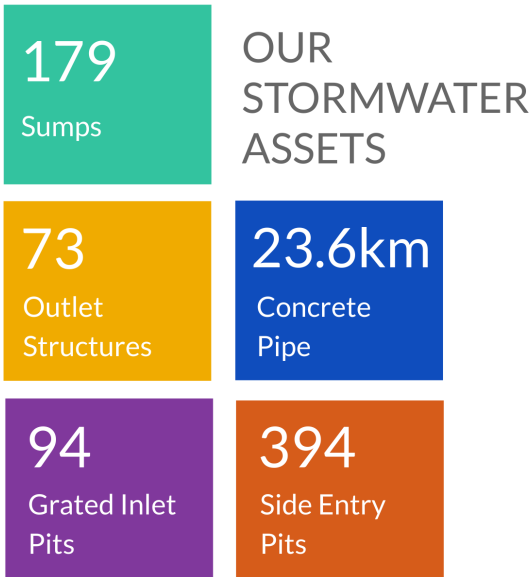 179
Sumps
OUR
STORMWATER
ASSETS
73
Outlet
Structures
23.6km
Concrete
Pipe
94
Grated Inlet
Pits
394
Side Entry
Pits